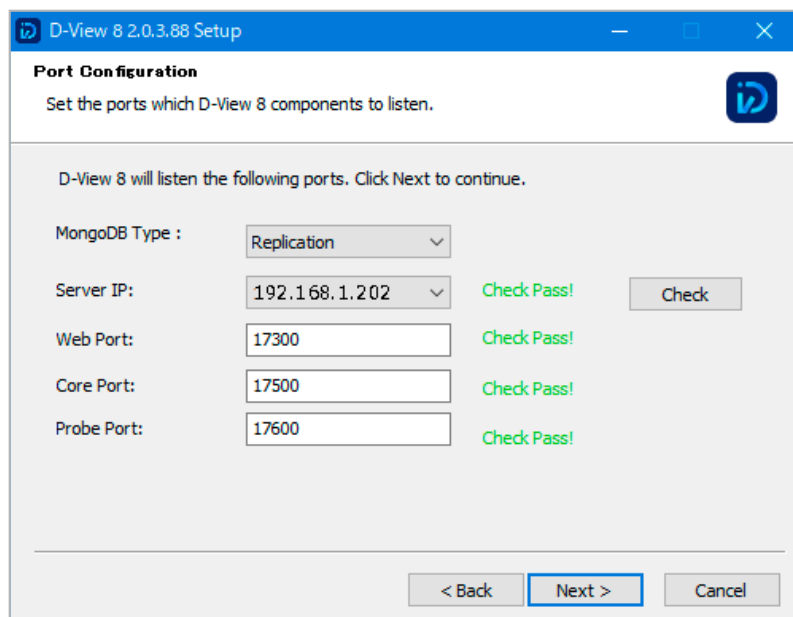 D-View 8 2.0.3.88 Setup
Port Configuration
Set the ports which D-View 8 components to listen.
D-View 8 will listen the following ports. Click Next to continue.
MongoDB Type : Replication
Server IP: 192.168.1.202 Check Pass! Check
Web Port: 17300 Check Pass!
Core Port: 17500 Check Pass!
Probe Port: 17600 Check Pass!
< Back Next > Cancel